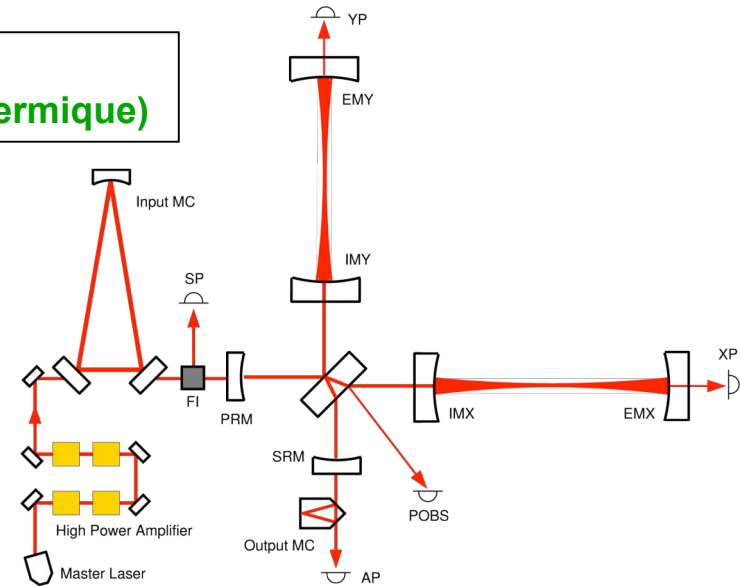 ermique)
YP
EMY
Input MC
IMY
SP
XP
FI
PRM
IMX
EMX
SRM
POBS
High Power Amplifier
Output MC
Master Laser
AP